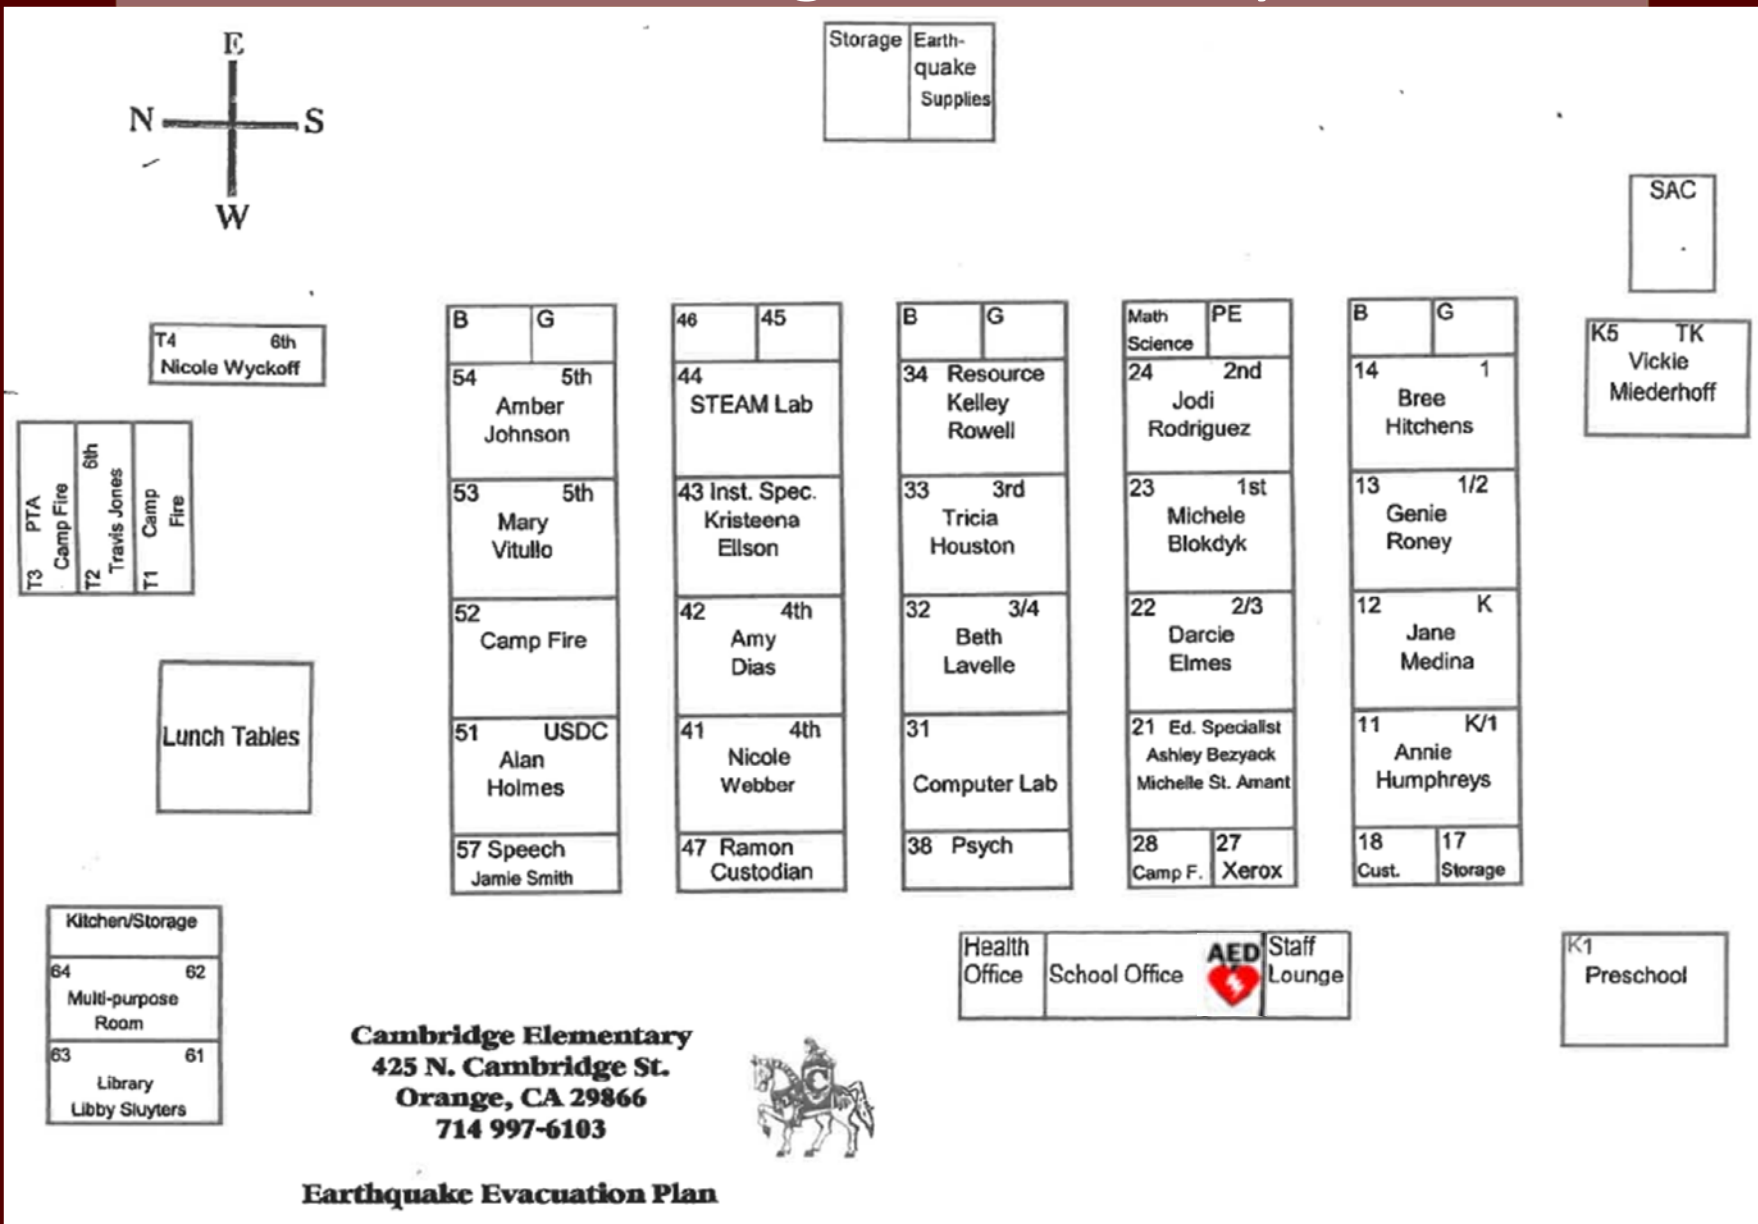 E
N S
W
Storage
Earth-
quake
Supplies
SAC
T4 6th
Nicole Wyckoff
T3 PTA
Camp Fire
T2 6th
Travis Jones
T1 Camp
Fire
Lunch Tables
Kitchen/Storage
64 62
Multi-purpose
Room
63 61
Library
Libby Sluyters
B G
54 5th
Amber
Johnson
53 5th
Mary
Vitullo
52
Camp Fire
51 USDC
Alan
Holmes
57 Speech
Jamie Smith
46 45
44
STEAM Lab
43 Inst. Spec.
Kristeena
Ellson
42 4th
Amy
Dias
41 4th
Nicole
Webber
47 Ramon
Custodian
B G
34 Resource
Kelley
Rowell
33 3rd
Tricia
Houston
32 3/4
Beth
Lavelle
31
Computer Lab
38 Psych
Math
Science
PE
24 2nd
Jodi
Rodriguez
23 1st
Michele
Blokdyk
22 2/3
Darcie
Elmes
21 Ed. Specialist
Ashley Bezyack
Michelle St. Amant
28
Camp F.
27
Xerox
B G
14 1
Bree
Hitchens
13 1/2
Genie
Roney
12 K
Jane
Medina
11 K/1
Annie
Humphreys
18
Cust.
17
Storage
K5 TK
Vickie
Miederhoff
Health
Office
School Office
AED
Staff
Lounge
K1
Preschool
Cambridge Elementary
425 N. Cambridge St.
Orange, CA 29866
714 997-6103
C
Earthquake Evacuation Plan